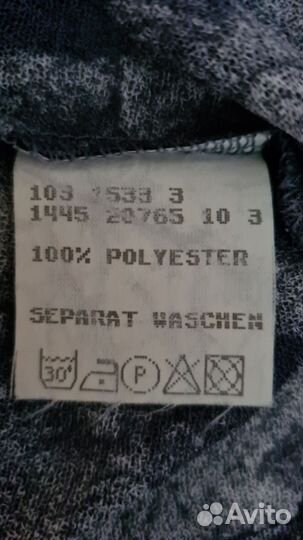 103 1533 3
1445 20765 10 3
100% POLYESTER
SEPARAT WASCHEN
30°
P
Avito